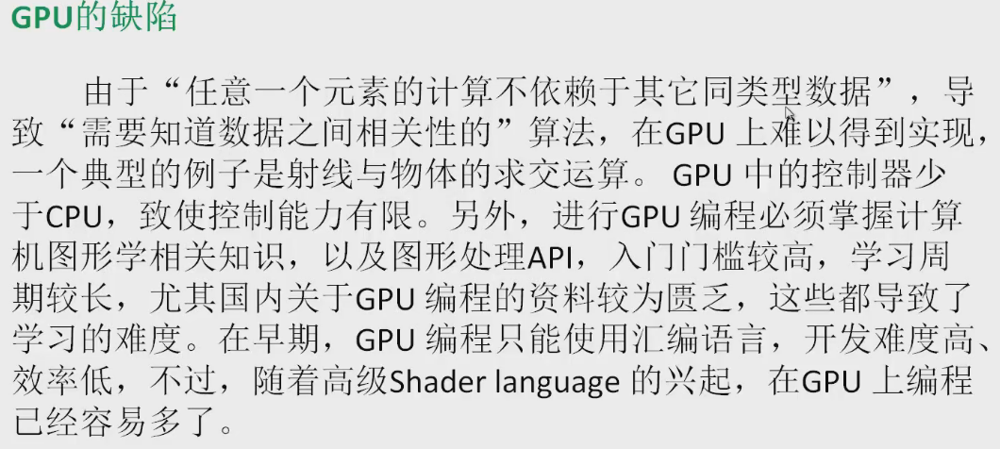 GPU的缺陷
由于“任意一个元素的计算不依赖于其它同类型数据”，导
致“需要知道数据之间相关性的”算法，在GPU 上难以得到实现，
一个典型的例子是射线与物体的求交运算。 GPU 中的控制器少
于CPU，致使控制能力有限。另外，进行GPU 编程必须掌握计算
机图形学相关知识，以及图形处理API，入门门槛较高，学习周
期较长，尤其国内关于GPU 编程的资料较为匮乏，这些都导致了
学习的难度。在早期，GPU 编程只能使用汇编语言，开发难度高、
效率低，不过，随着高级Shader language 的兴起，在GPU 上编程
已经容易多了。